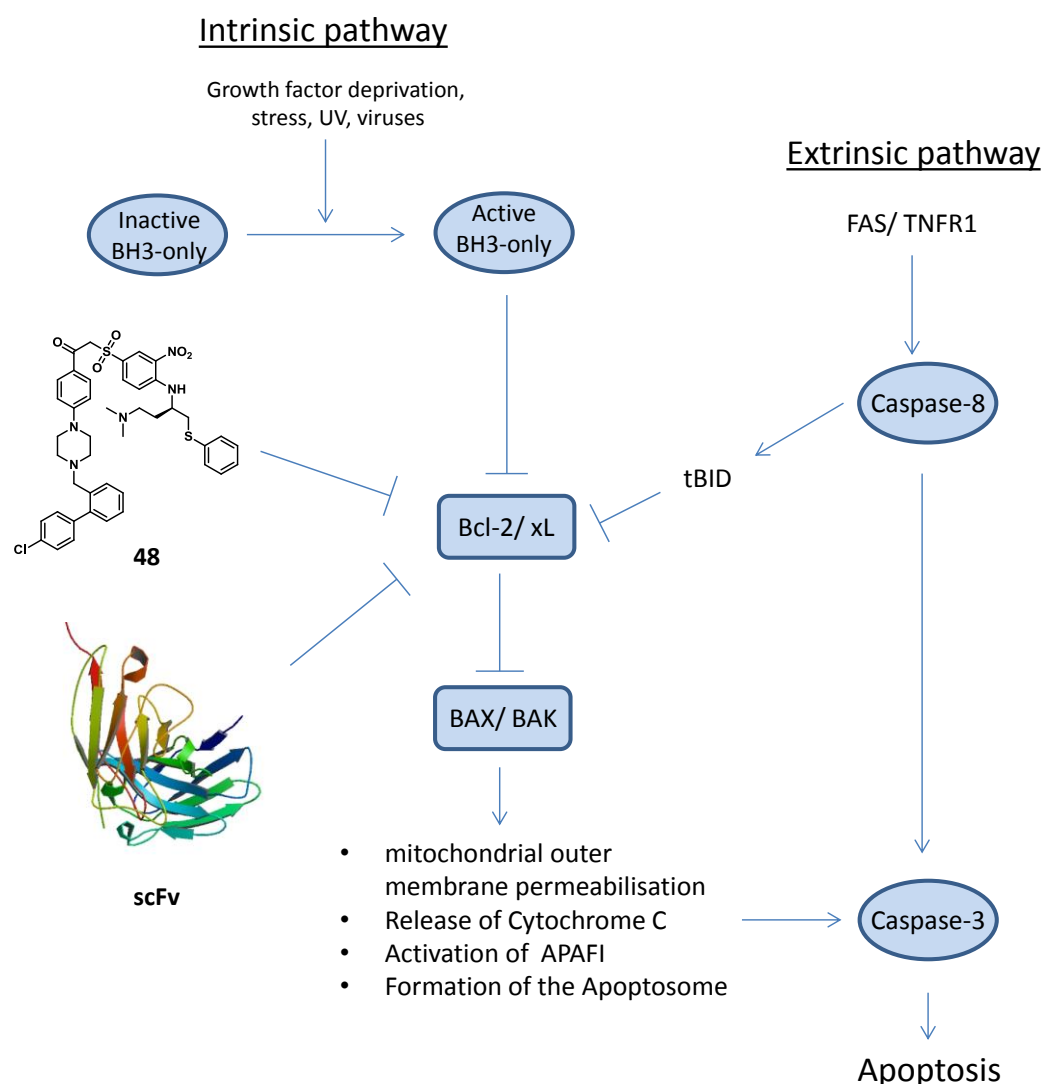 Intrinsic pathway
Growth factor deprivation,
stress, UV, viruses
Extrinsic pathway
Inactive
BH3-only
Active
BH3-only
FAS/ TNFR1
O
O
S
O
NO2
NH
N
S
N
N
Cl
48
Caspase-8
tBID
Bcl-2/ xL
BAX/ BAK
scFv
• mitochondrial outer
membrane permeabilisation
• Release of Cytochrome C
• Activation of APAFI
• Formation of the Apoptosome
Caspase-3
Apoptosis